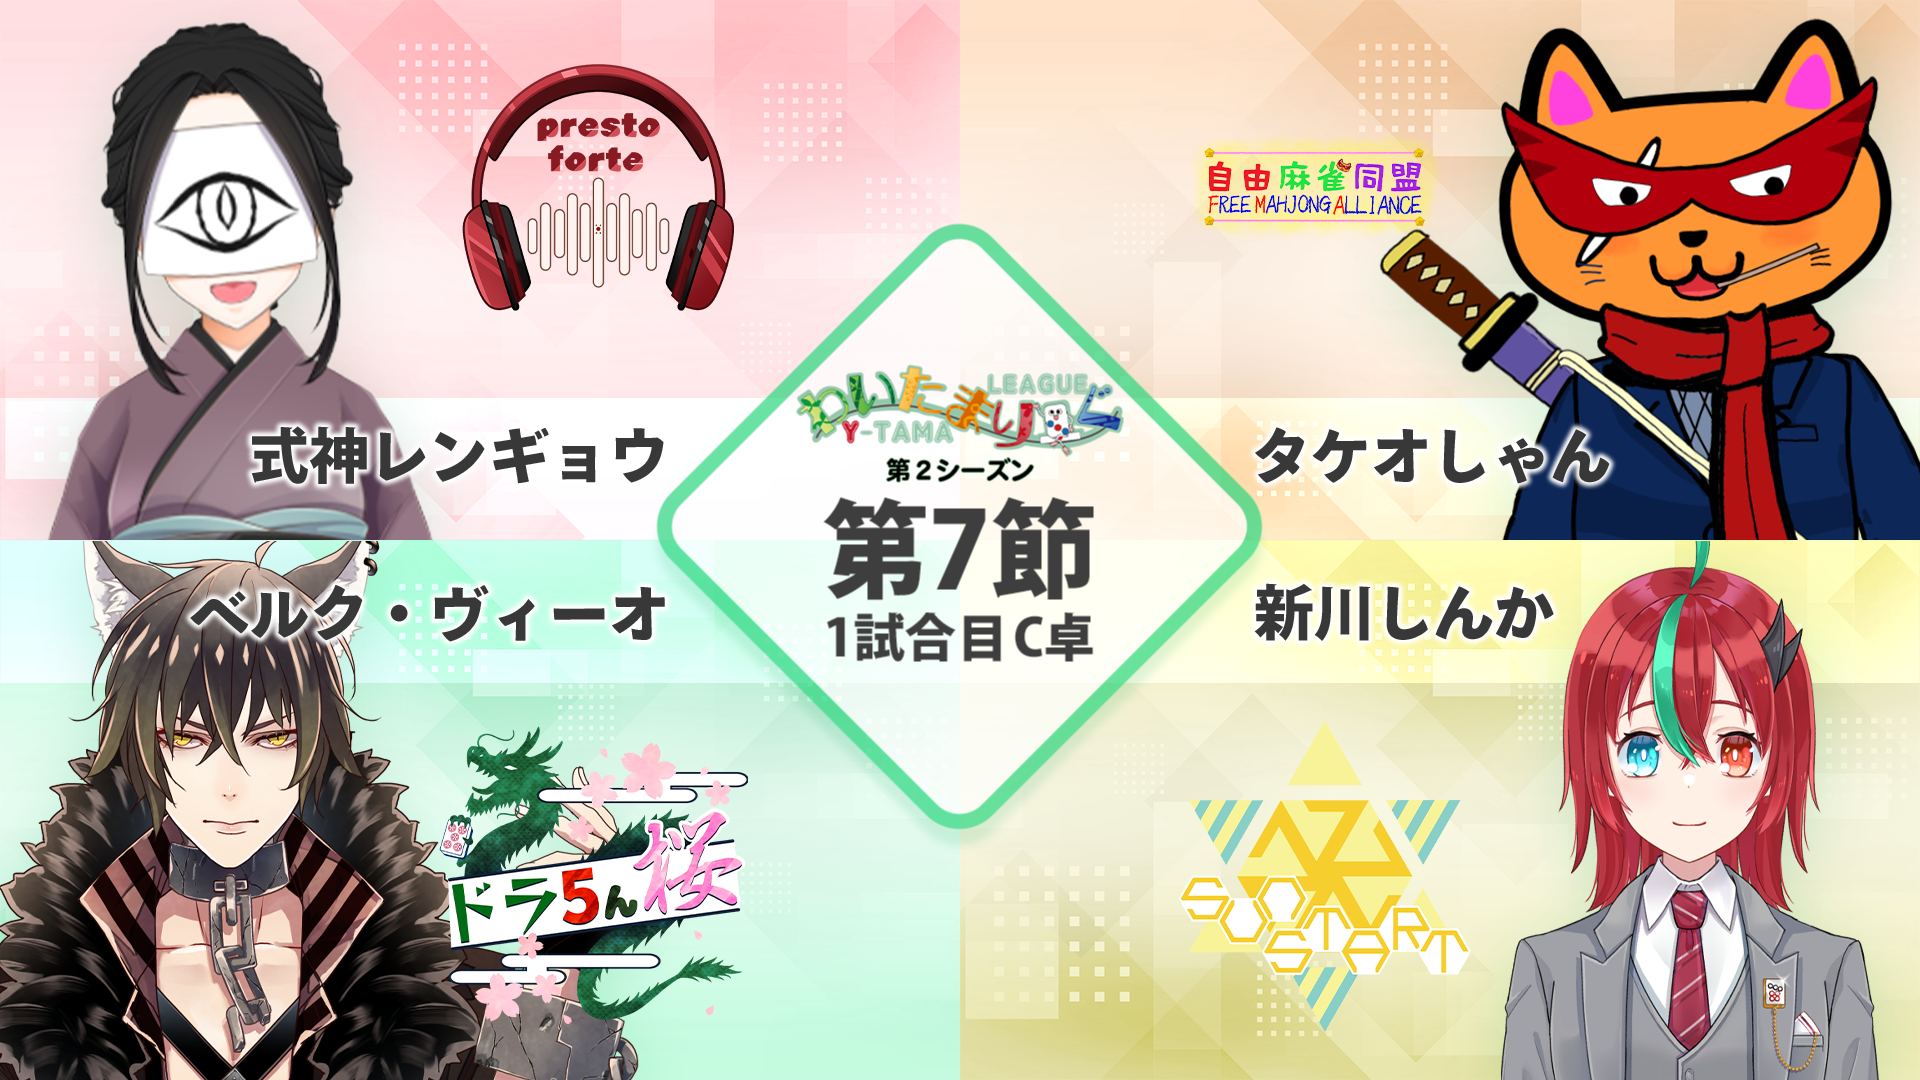 presto
forte
自由麻雀同盟
FREE MAHJONG ALLIANCE
式神レンギョウ
タケオしゃん
わいたまりーぐ
LEAGUE
Y-TAMA
第2シーズン
第7節
1試合目 C卓
ベルク・ヴィーオ
新川しんか
ドラ5ん桜
SUN
START